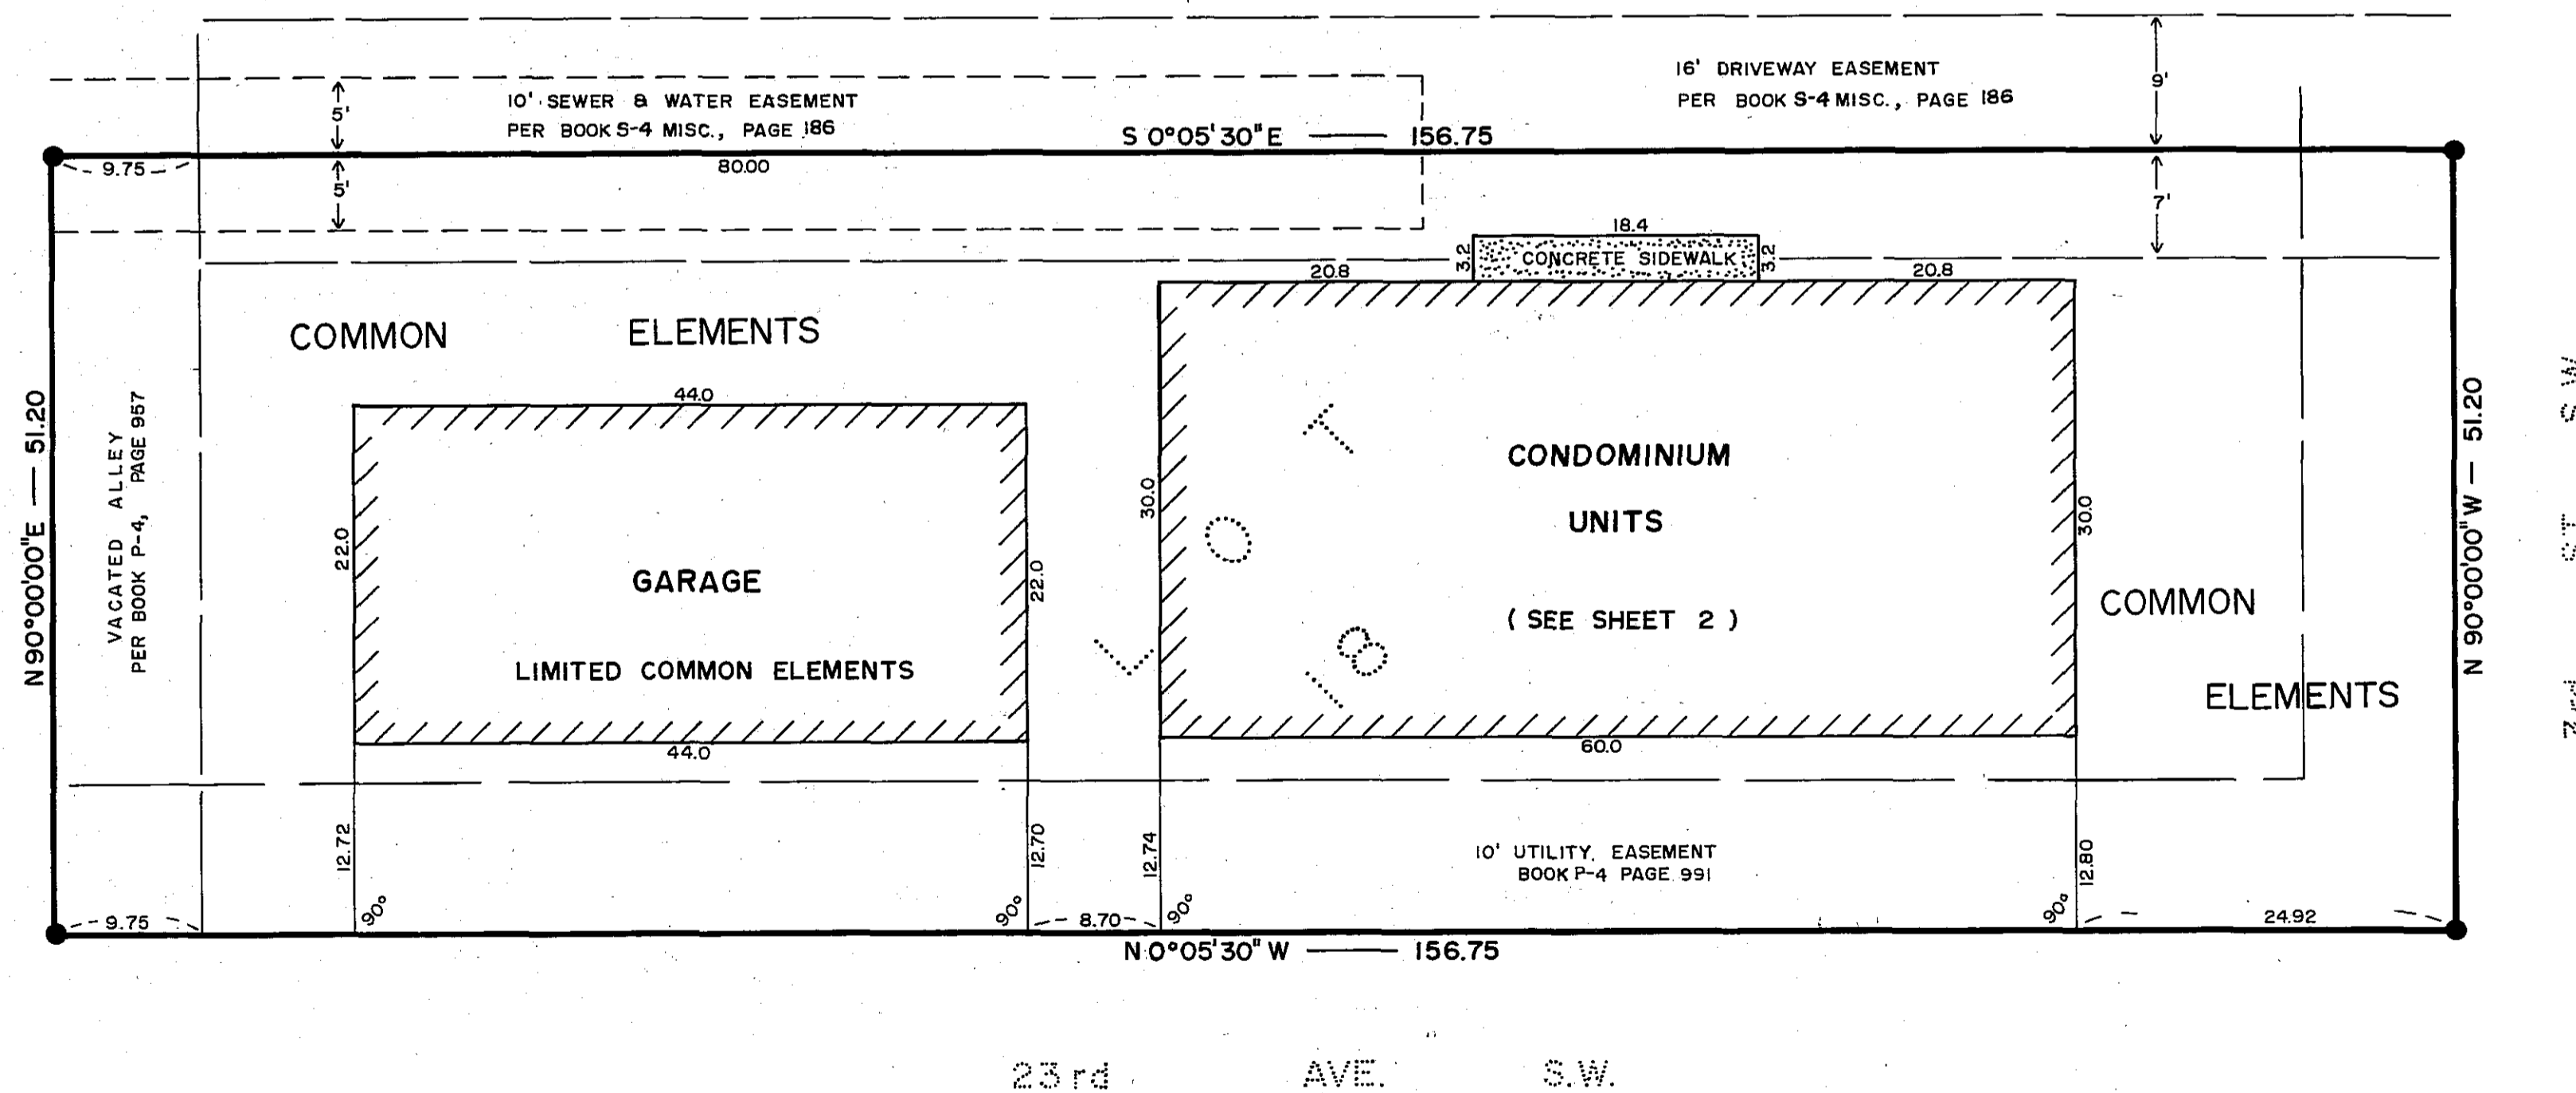 16' DRIVEWAY EASEMENT
PER BOOK S-4 MISC., PAGE 186
9'
10' SEWER & WATER EASEMENT
PER BOOK S-4 MISC., PAGE 186
5'
S 0°05'30"E — 156.75
9.75
80.00
5'
7'
18.4
3.2
CONCRETE SIDEWALK
3.2
20.8
20.8
COMMON ELEMENTS
44.0
N90°00'00"E — 51.20
VACATED ALLEY
PER BOOK P-4, PAGE 957
22.0
GARAGE
LIMITED COMMON ELEMENTS
22.0
44.0
30.0
LOT
18
CONDOMINIUM
UNITS
(SEE SHEET 2)
30.0
60.0
COMMON
ELEMENTS
N 90°00'00"W — 51.20
ST. S.W.
12.72
12.70
12.74
12.80
10' UTILITY EASEMENT
BOOK P-4 PAGE 991
90°
90°
90°
90°
9.75
8.70
24.92
N 0°05'30" W — 156.75
23rd AVE. S.W.